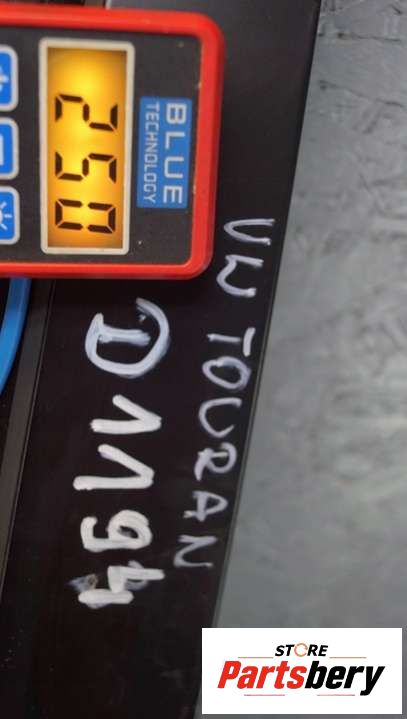 BLUE
TECHNOLOGY
250
VW TOURAN
D1194
STORE
Partsbery